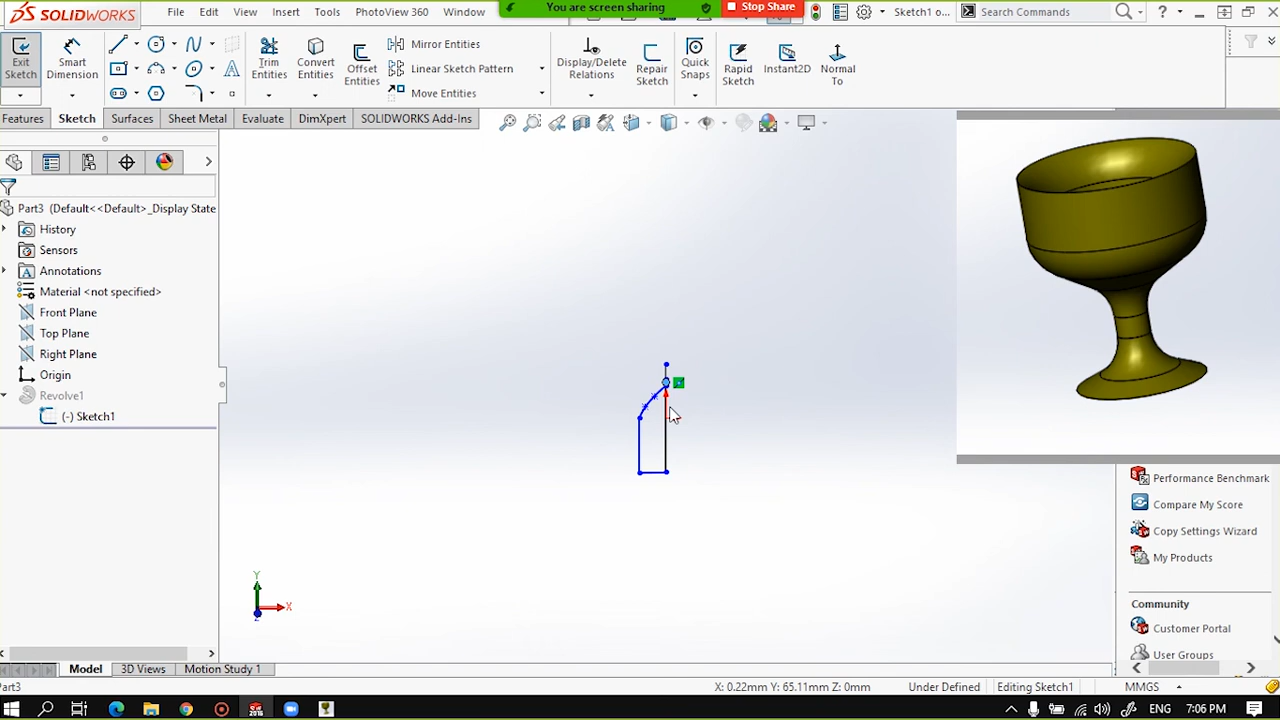 SOLIDWORKS
File Edit View Insert Tools PhotoView 360 Window
You are screen sharing
Stop Share
Sketch1 o...
Search Commands
Exit Sketch
Smart Dimension
Trim Entities
Convert Entities
Offset Entities
Mirror Entities
Linear Sketch Pattern
Move Entities
Display/Delete Relations
Repair Sketch
Quick Snaps
Rapid Sketch
Instant2D
Normal To
Features Sketch Surfaces Sheet Metal Evaluate DimXpert SOLIDWORKS Add-Ins
Part3 (Default<<Default>_Display State
History
Sensors
Annotations
Material <not specified>
Front Plane
Top Plane
Right Plane
Origin
Revolve1
(-) Sketch1
Y
X
Z
Performance Benchmark
Compare My Score
Copy Settings Wizard
My Products
Community
Customer Portal
User Groups
Model 3D Views Motion Study 1
Part3
X: 0.22mm Y: 65.11mm Z: 0mm
Under Defined
Editing Sketch1
MMGS
2016
ENG
7:06 PM